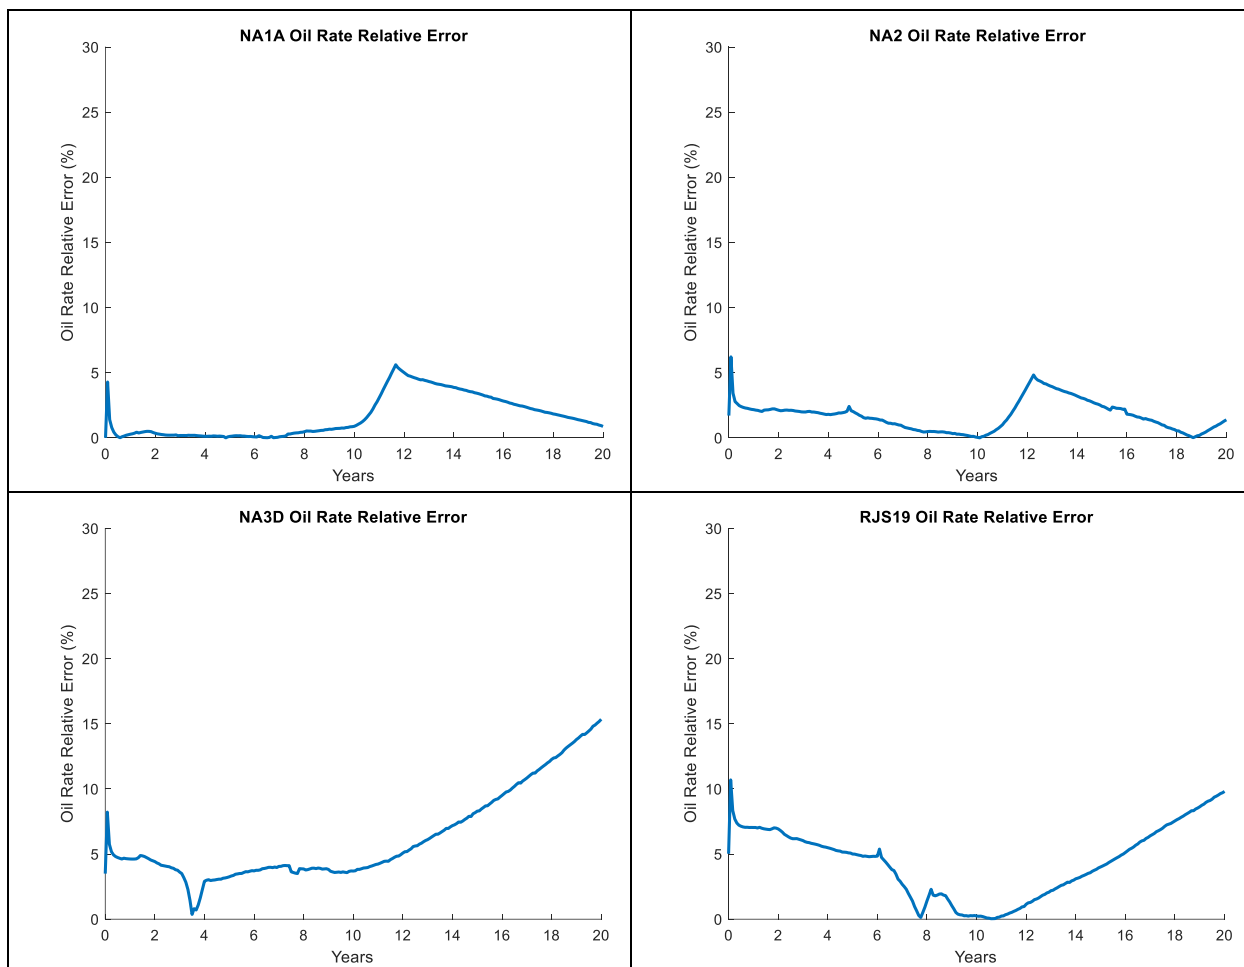 NA1A Oil Rate Relative Error
30
25
20
15
10
5
0
Oil Rate Relative Error (%)
0 2 4 6 8 10 12 14 16 18 20
Years
NA2 Oil Rate Relative Error
30
25
20
15
10
5
0
Oil Rate Relative Error (%)
0 2 4 6 8 10 12 14 16 18 20
Years
NA3D Oil Rate Relative Error
30
25
20
15
10
5
0
Oil Rate Relative Error (%)
0 2 4 6 8 10 12 14 16 18 20
Years
RJS19 Oil Rate Relative Error
30
25
20
15
10
5
0
Oil Rate Relative Error (%)
0 2 4 6 8 10 12 14 16 18 20
Years